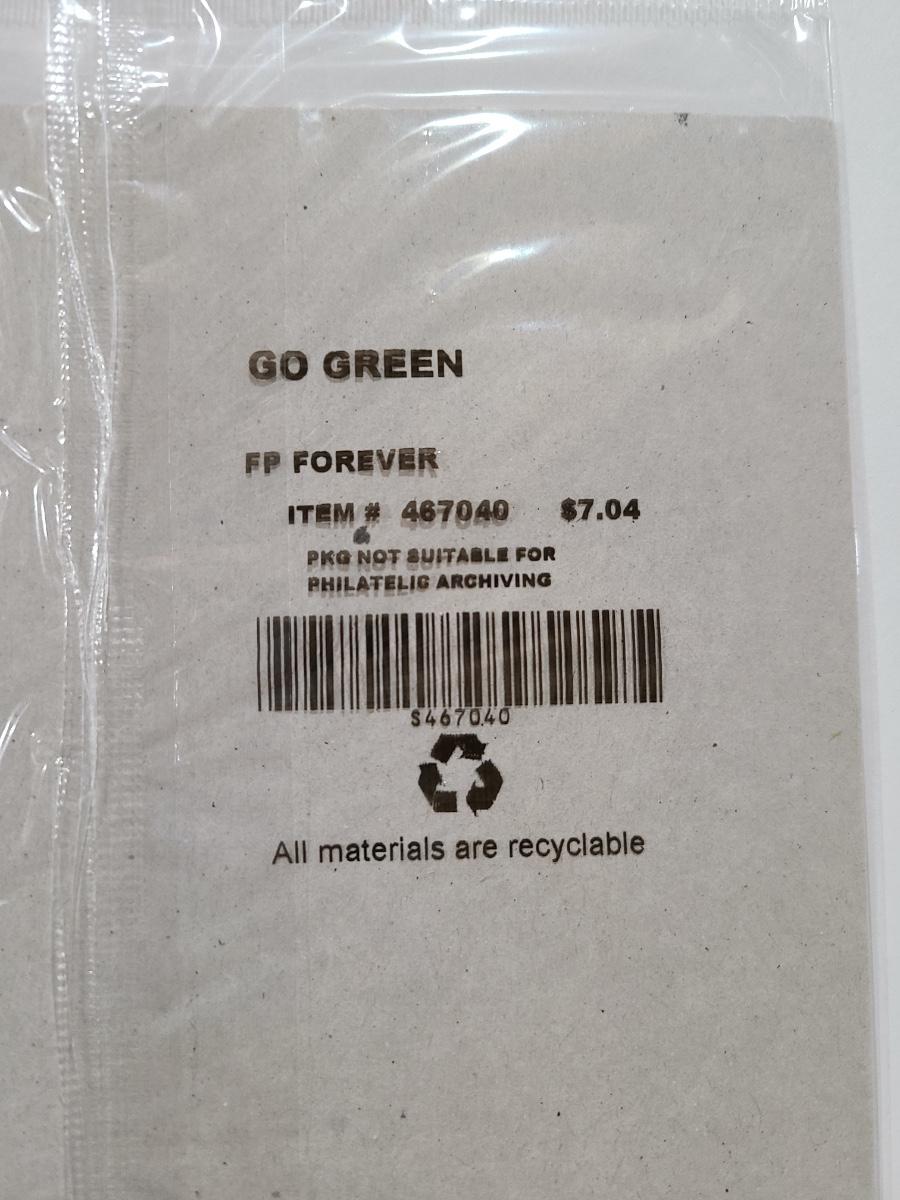 GO GREEN
FP FOREVER
ITEM # 467040 $7.04
PKG NOT SUITABLE FOR
PHILATELIC ARCHIVING
S467040
All materials are recyclable